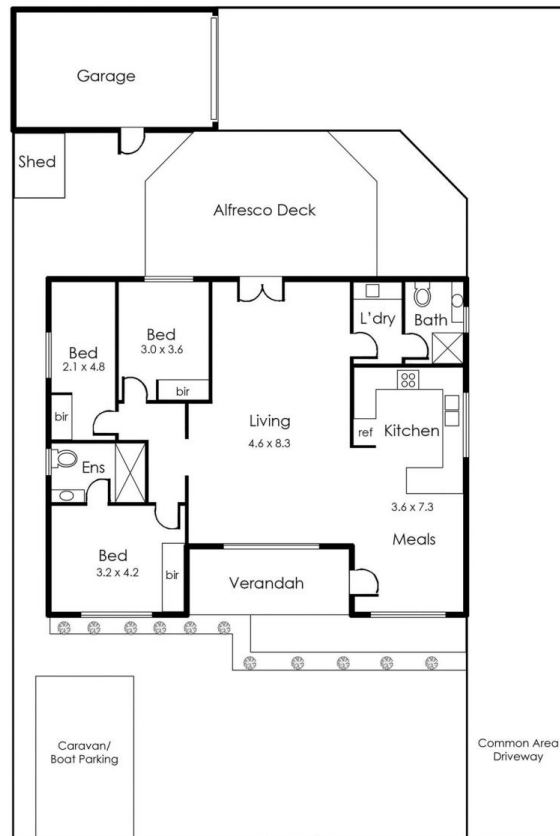 Garage
Shed
Alfresco Deck
Bed
3.0 x 3.6
bir
Bed
2.1 x 4.8
bir
L'dry
Bath
Living
4.6 x 8.3
ref
Kitchen
3.6 x 7.3
Meals
Ens
Bed
3.2 x 4.2
bir
Verandah
Caravan/
Boat Parking
Common Area
Driveway